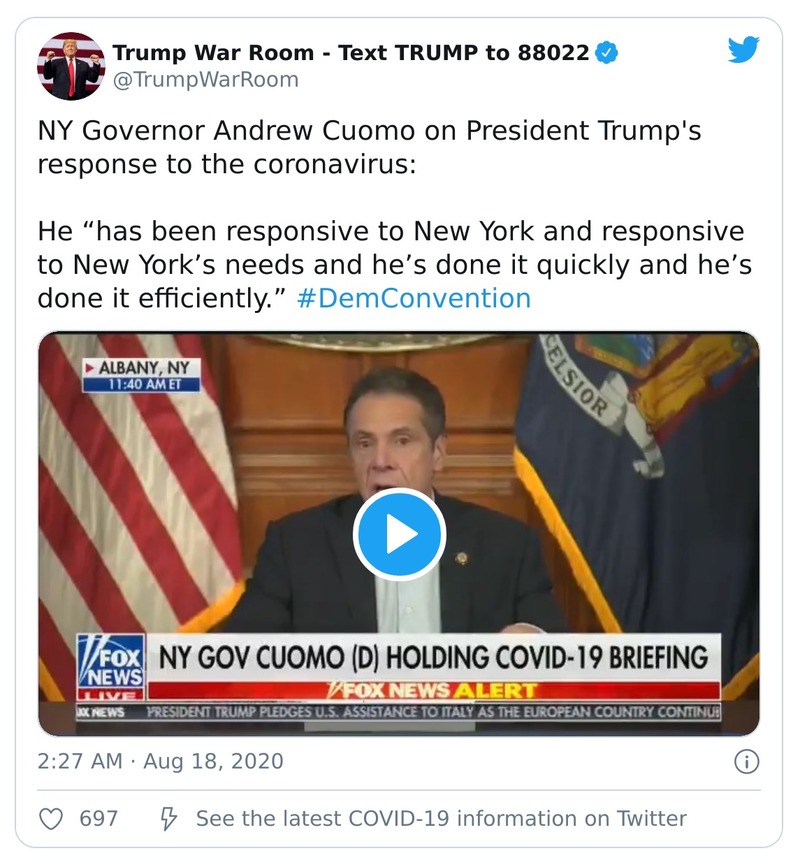 Trump War Room - Text TRUMP to 88022
@TrumpWarRoom
NY Governor Andrew Cuomo on President Trump's
response to the coronavirus:
He “has been responsive to New York and responsive
to New York’s needs and he’s done it quickly and he’s
done it efficiently.” #DemConvention
ALBANY, NY
11:40 AM ET
CELSIOR
FOX
NEWS
LIVE
NY GOV CUOMO (D) HOLDING COVID-19 BRIEFING
FOX NEWS ALERT
NEWS PRESIDENT TRUMP PLEDGES U.S. ASSISTANCE TO ITALY AS THE EUROPEAN COUNTRY
2:27 AM · Aug 18, 2020
697
See the latest COVID-19 information on Twitter